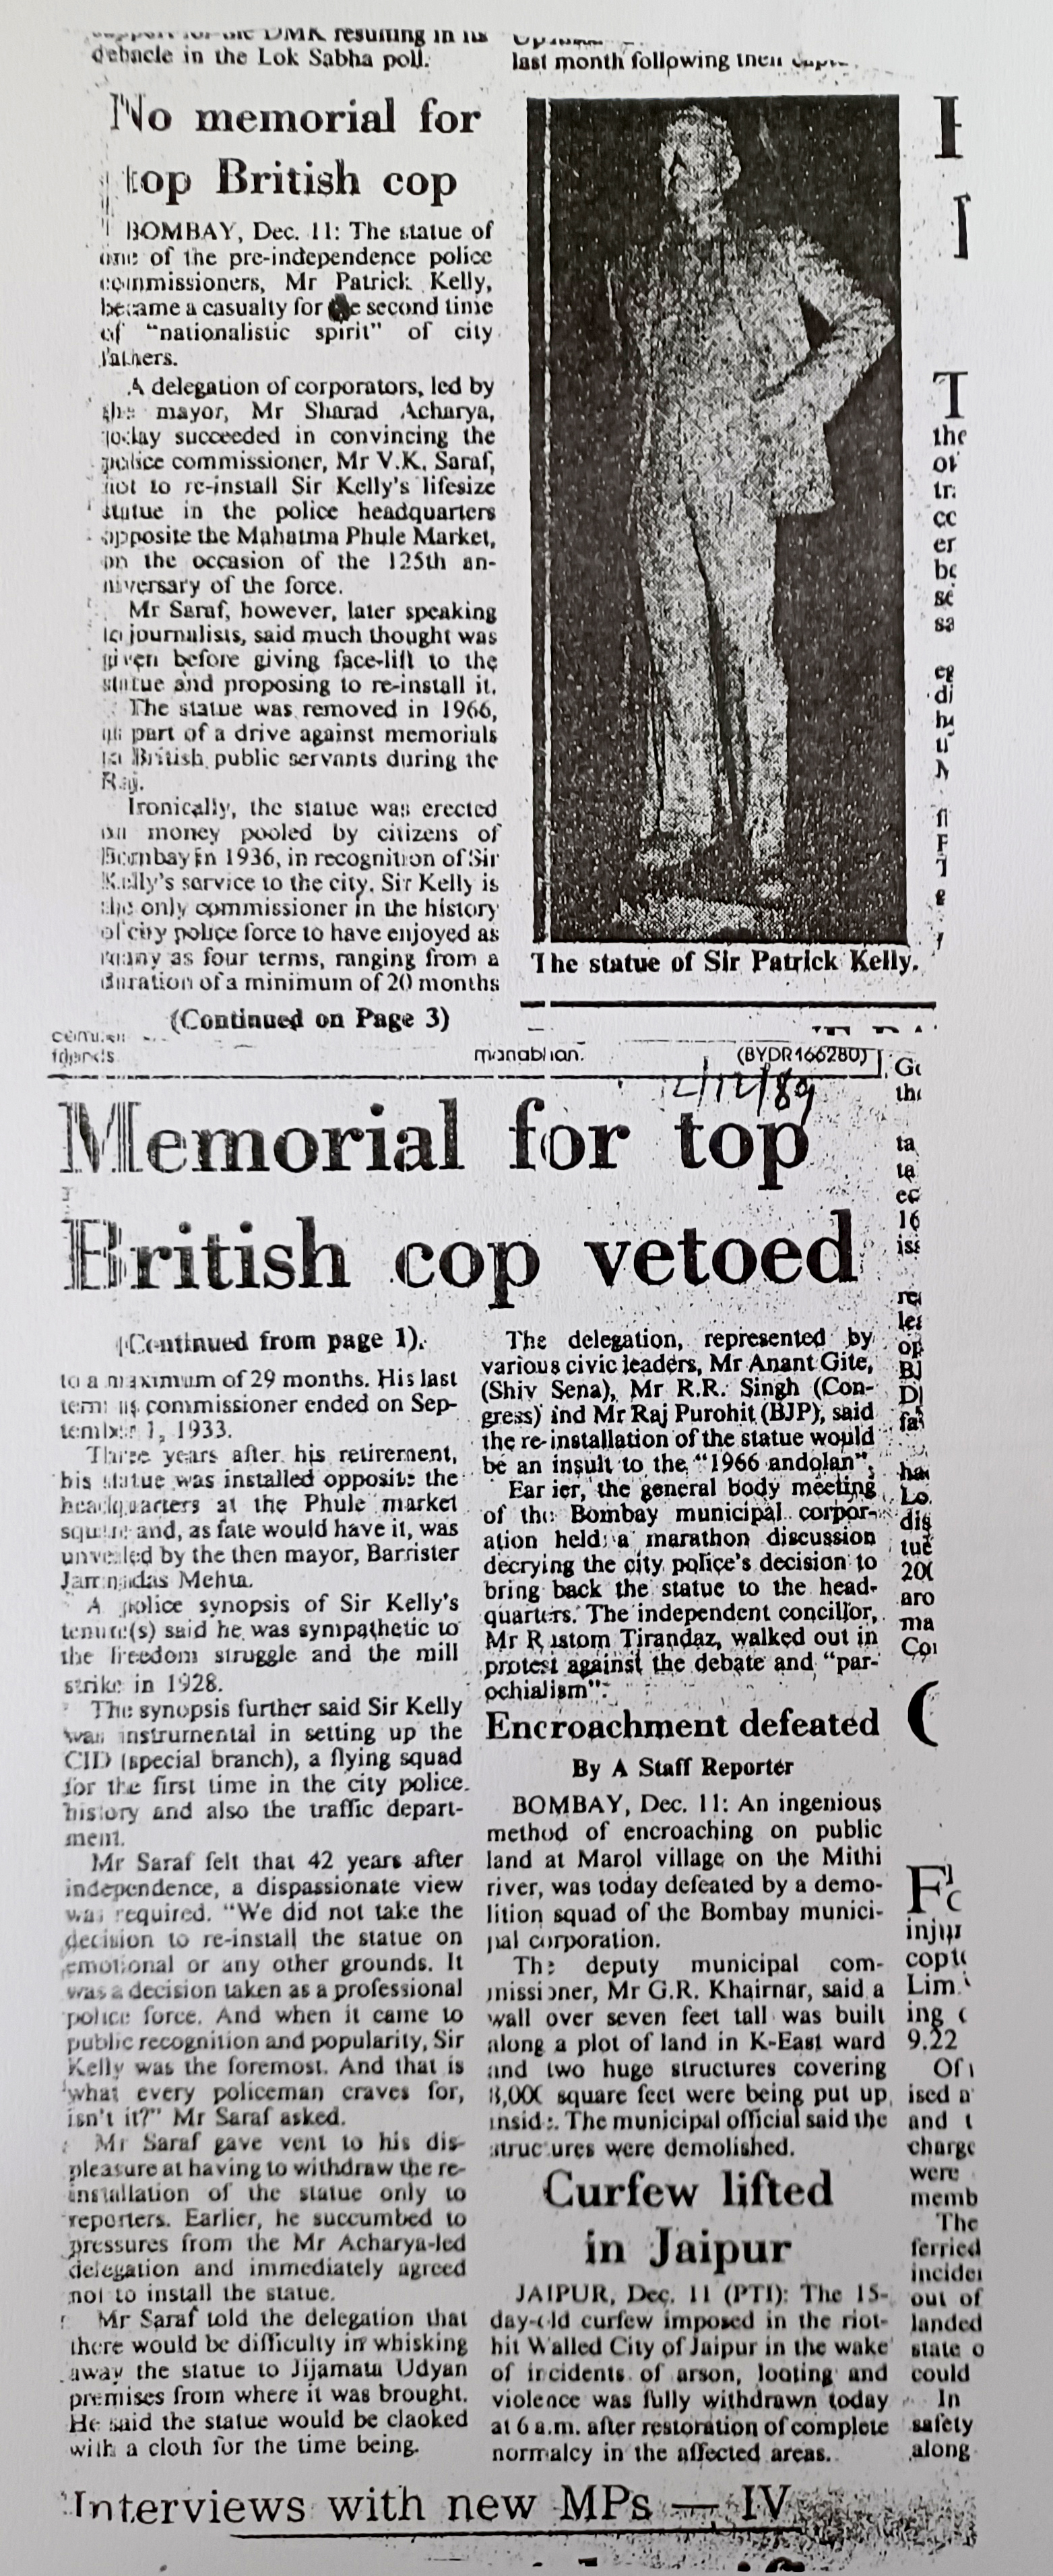 support for the DMK resulting in its
debacle in the Lok Sabha poll.
last month following their
No memorial for
top British cop
BOMBAY, Dec. 11: The statue of
one of the pre-independence police
commissioners, Mr Patrick Kelly,
became a casualty for the second time
of "nationalistic spirit" of city
fathers.
A delegation of corporators, led by
the mayor, Mr Sharad Acharya,
today succeeded in convincing the
police commissioner, Mr V.K. Saraf,
not to re-install Sir Kelly's lifesize
statue in the police headquarters
opposite the Mahatma Phule Market,
on the occasion of the 125th an-
niversary of the force.
Mr Saraf, however, later speaking
to journalists, said much thought was
given before giving face-lift to the
statue and proposing to re-install it.
The statue was removed in 1966,
as part of a drive against memorials
to British public servants during the
Raj.
Ironically, the statue was erected
on money pooled by citizens of
Bombay in 1936, in recognition of Sir
Kelly's service to the city. Sir Kelly is
the only commissioner in the history
of city police force to have enjoyed as
many as four terms, ranging from a
duration of a minimum of 20 months
(Continued on Page 3)
The statue of Sir Patrick Kelly.
manabhan.
(BYDR166280)
12/12/89
Memorial for top
British cop vetoed
(Continued from page 1).
to a maximum of 29 months. His last
term as commissioner ended on Sep-
tember 1, 1933.
Three years after his retirement,
his statue was installed opposite the
headquarters at the Phule market
square and, as fate would have it, was
unveiled by the then mayor, Barrister
Jamnadas Mehta.
A police synopsis of Sir Kelly's
tenure(s) said he was sympathetic to
the freedom struggle and the mill
strike in 1928.
The synopsis further said Sir Kelly
was instrumental in setting up the
CID (special branch), a flying squad
for the first time in the city police
history and also the traffic depart-
ment.
Mr Saraf felt that 42 years after
independence, a dispassionate view
was required. "We did not take the
decision to re-install the statue on
emotional or any other grounds. It
was a decision taken as a professional
police force. And when it came to
public recognition and popularity, Sir
Kelly was the foremost. And that is
what every policeman craves for,
isn't it?" Mr Saraf asked.
Mr Saraf gave vent to his dis-
pleasure at having to withdraw the re-
installation of the statue only to
reporters. Earlier, he succumbed to
pressures from the Mr Acharya-led
delegation and immediately agreed
not to install the statue.
Mr Saraf told the delegation that
there would be difficulty in whisking
away the statue to Jijamata Udyan
premises from where it was brought.
He said the statue would be claoked
with a cloth for the time being.
The delegation, represented by
various civic leaders, Mr Anant Gite,
(Shiv Sena), Mr R.R. Singh (Con-
gress) and Mr Raj Purohit (BJP), said
the re-installation of the statue would
be an insult to the "1966 andolan".
Earlier, the general body meeting
of the Bombay municipal corpor-
ation held a marathon discussion
decrying the city police's decision to
bring back the statue to the head-
quarters. The independent concillor,
Mr Rustom Tirandaz, walked out in
protest against the debate and "par-
ochialism".
Encroachment defeated
By A Staff Reporter
BOMBAY, Dec. 11: An ingenious
method of encroaching on public
land at Marol village on the Mithi
river, was today defeated by a demo-
lition squad of the Bombay munici-
pal corporation.
The deputy municipal com-
missioner, Mr G.R. Khairnar, said a
wall over seven feet tall was built
along a plot of land in K-East ward
and two huge structures covering
8,000 square feet were being put up
inside. The municipal official said the
structures were demolished.
Curfew lifted
in Jaipur
JAIPUR, Dec. 11 (PTI): The 15-
day-old curfew imposed in the riot-
hit Walled City of Jaipur in the wake
of incidents of arson, looting and
violence was fully withdrawn today
at 6 a.m. after restoration of complete
normalcy in the affected areas.
Interviews with new MPs — IV
9.22
and
charge
were
memb
The
ferried
out of
landed
state o
could
In
safety
along